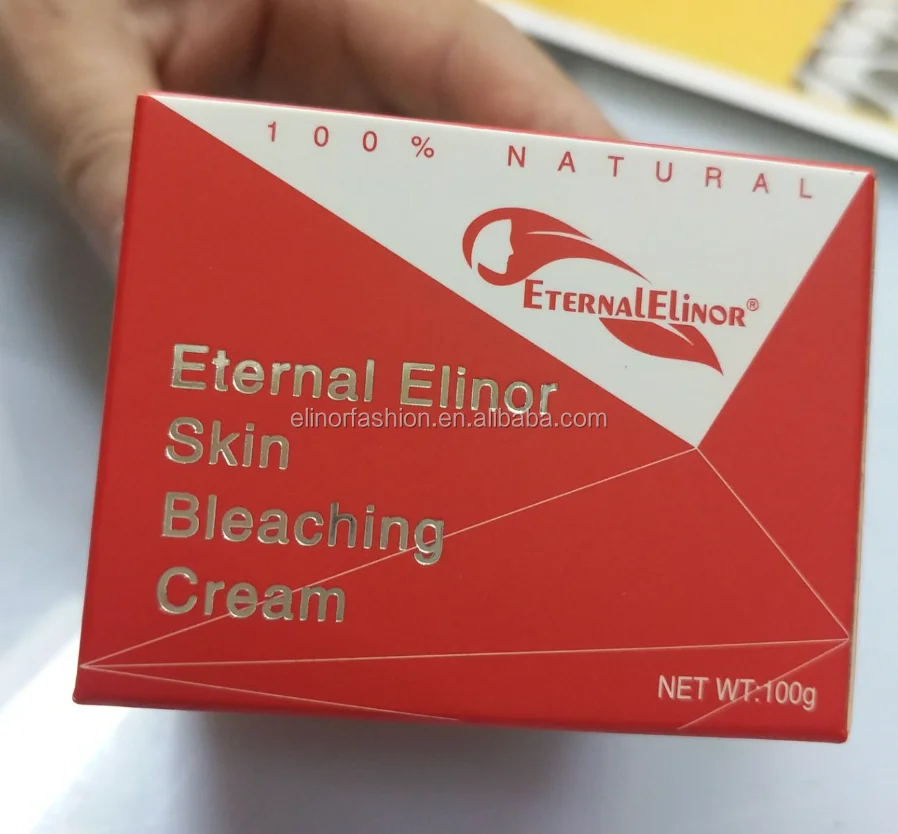 100% NATURAL
ETERNALELINOR®
Eternal Elinor
elinorfashion.en.alibaba.com
Skin
Bleaching
Cream
NET WT:100g